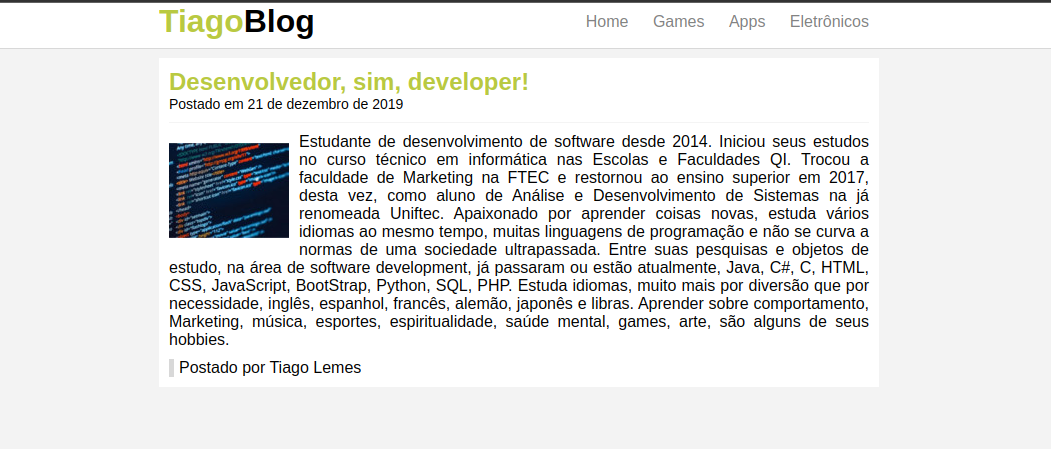 TiagoBlog
Home Games Apps Eletrônicos
Desenvolvedor, sim, developer!
Postado em 21 de dezembro de 2019
Estudante de desenvolvimento de software desde 2014. Iniciou seus estudos
no curso técnico em informática nas Escolas e Faculdades QI. Trocou a
faculdade de Marketing na FTEC e restornou ao ensino superior em 2017,
desta vez, como aluno de Análise e Desenvolvimento de Sistemas na já
renomeada Uniftec. Apaixonado por aprender coisas novas, estuda vários
idiomas ao mesmo tempo, muitas linguagens de programação e não se curva a
normas de uma sociedade ultrapassada. Entre suas pesquisas e objetos de
estudo, na área de software development, já passaram ou estão atualmente, Java, C#, C, HTML,
CSS, JavaScript, BootStrap, Python, SQL, PHP. Estuda idiomas, muito mais por diversão que por
necessidade, inglês, espanhol, francês, alemão, japonês e libras. Aprender sobre comportamento,
Marketing, música, esportes, espiritualidade, saúde mental, games, arte, são alguns de seus
hobbies.
Postado por Tiago Lemes